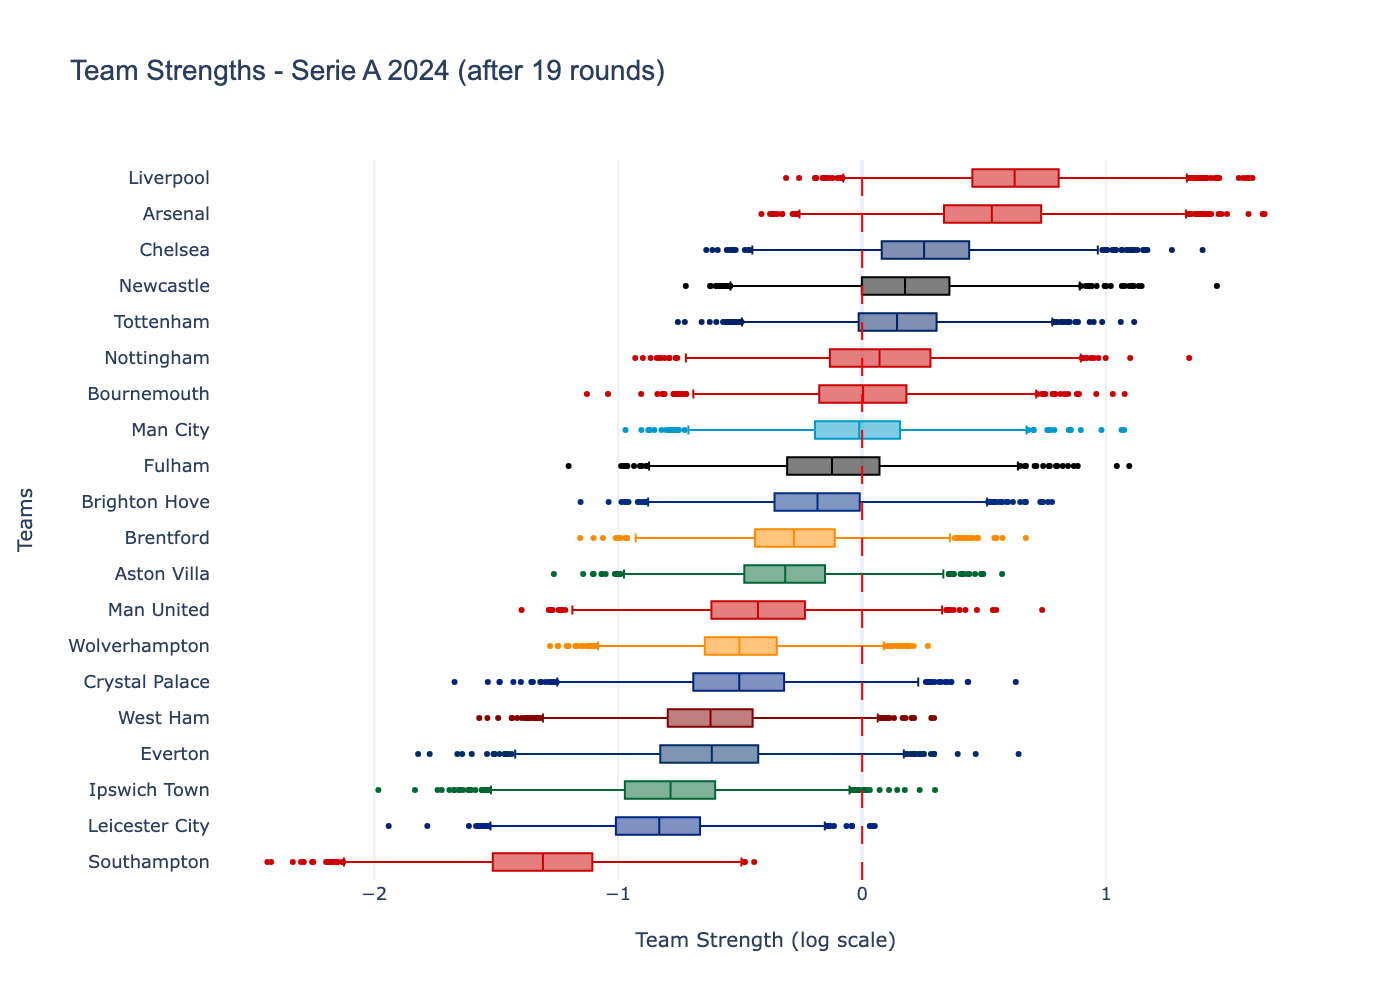 Team Strengths - Serie A 2024 (after 19 rounds)
Teams
Liverpool
Arsenal
Chelsea
Newcastle
Tottenham
Nottingham
Bournemouth
Man City
Fulham
Brighton Hove
Brentford
Aston Villa
Man United
Wolverhampton
Crystal Palace
West Ham
Everton
Ipswich Town
Leicester City
Southampton
−2 −1 0 1
Team Strength (log scale)